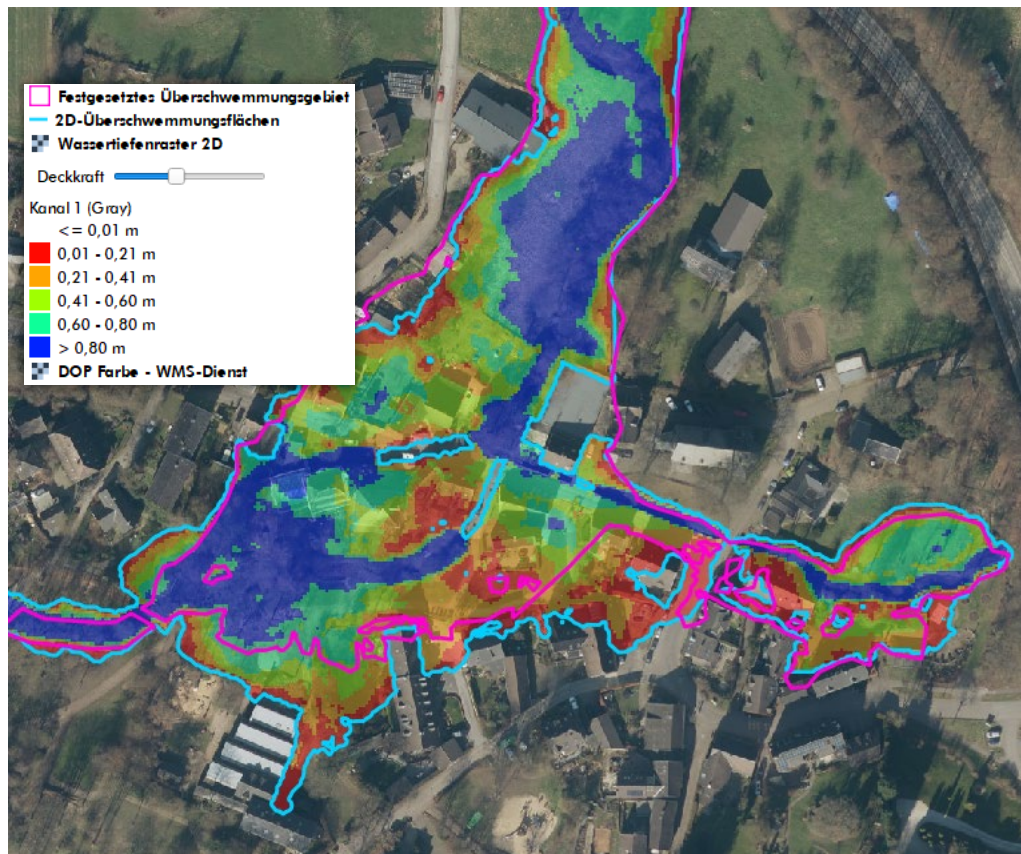 Festgesetztes Überschwemmungsgebiet
2D-Überschwemmungsflächen
Wassertiefenraster 2D
Deckkraft
Kanal 1 (Gray)
<= 0,01 m
0,01 - 0,21 m
0,21 - 0,41 m
0,41 - 0,60 m
0,60 - 0,80 m
> 0,80 m
DOP Farbe - WMS-Dienst